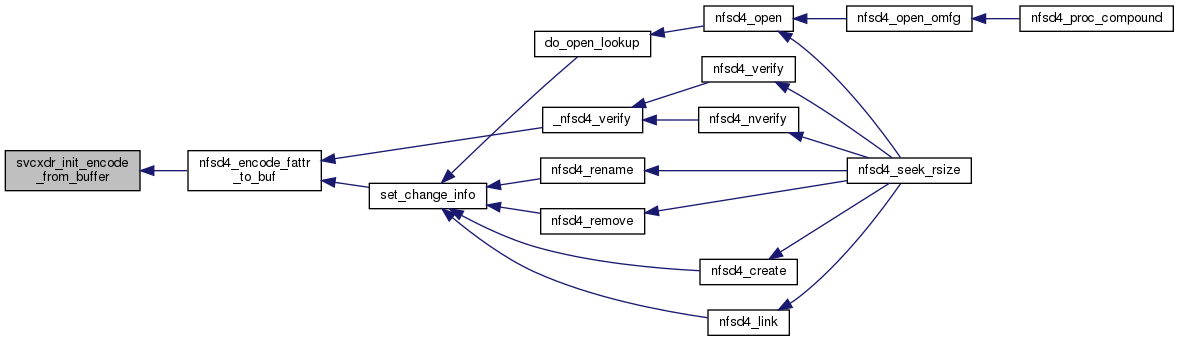 nfsd4_open
nfsd4_open_omfg
nfsd4_proc_compound
do_open_lookup
nfsd4_verify
_nfsd4_verify
nfsd4_nverify
svcxdr_init_encode
_from_buffer
nfsd4_encode_fattr
_to_buf
nfsd4_rename
nfsd4_seek_rsize
set_change_info
nfsd4_remove
nfsd4_create
nfsd4_link